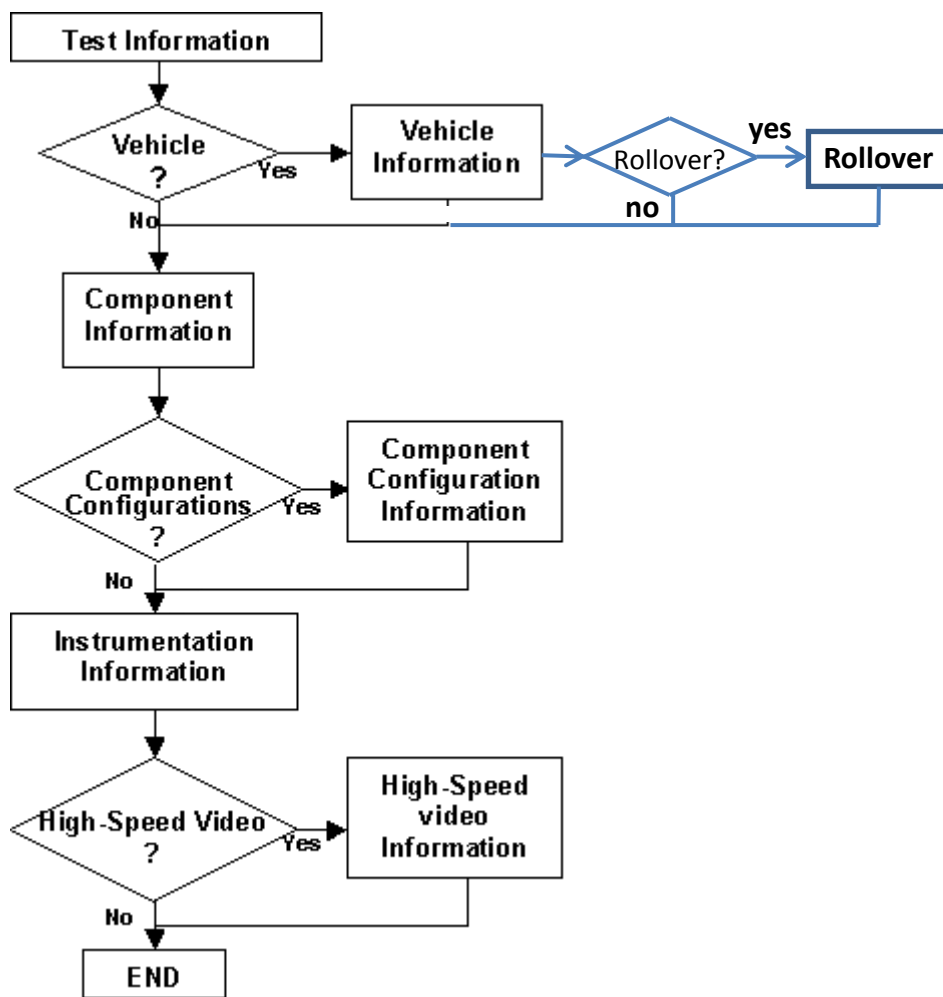 Test Information
Vehicle
?
Yes
No
Vehicle
Information
Rollover?
yes
no
Rollover
Component
Information
Component
Configurations
?
Yes
No
Component
Configuration
Information
Instrumentation
Information
High-Speed Video
?
Yes
No
High-Speed
video
Information
END